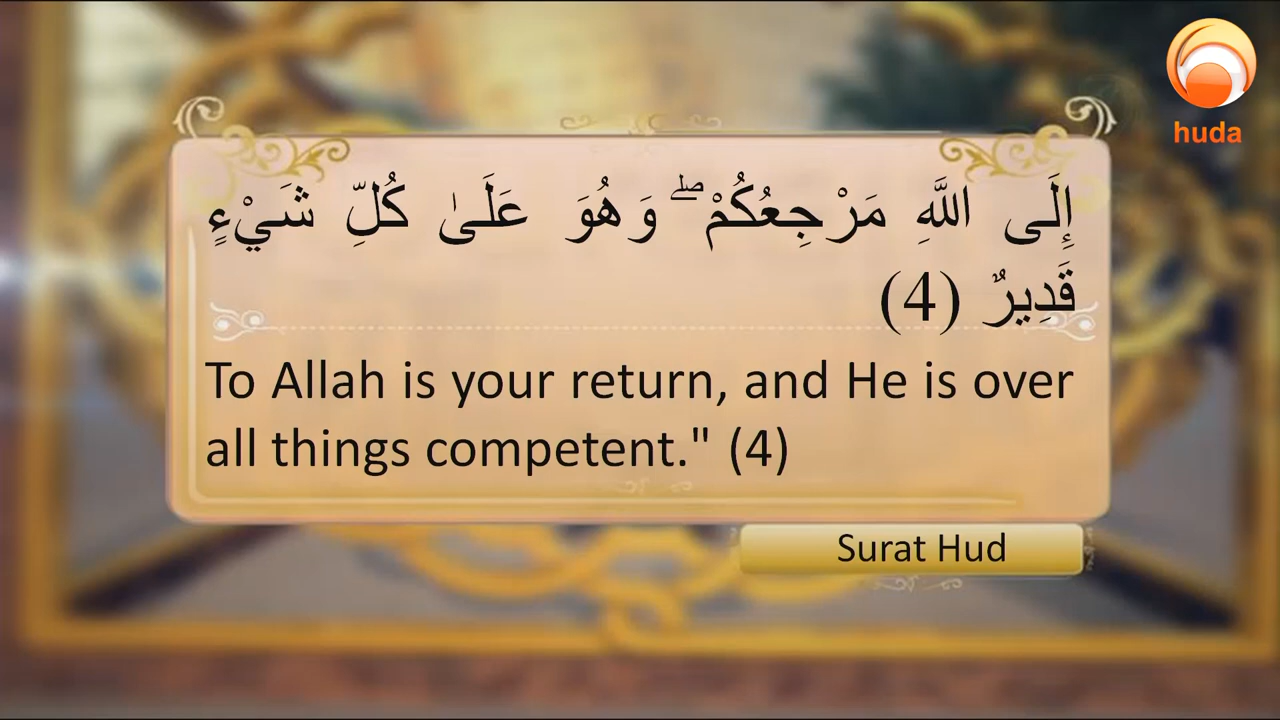 huda
إِلَى اللَّهِ مَرْجِعُكُمْ ۖ وَهُوَ عَلَىٰ كُلِّ شَيْءٍ
قَدِيرٌ (4)
To Allah is your return, and He is over
all things competent." (4)
Surat Hud